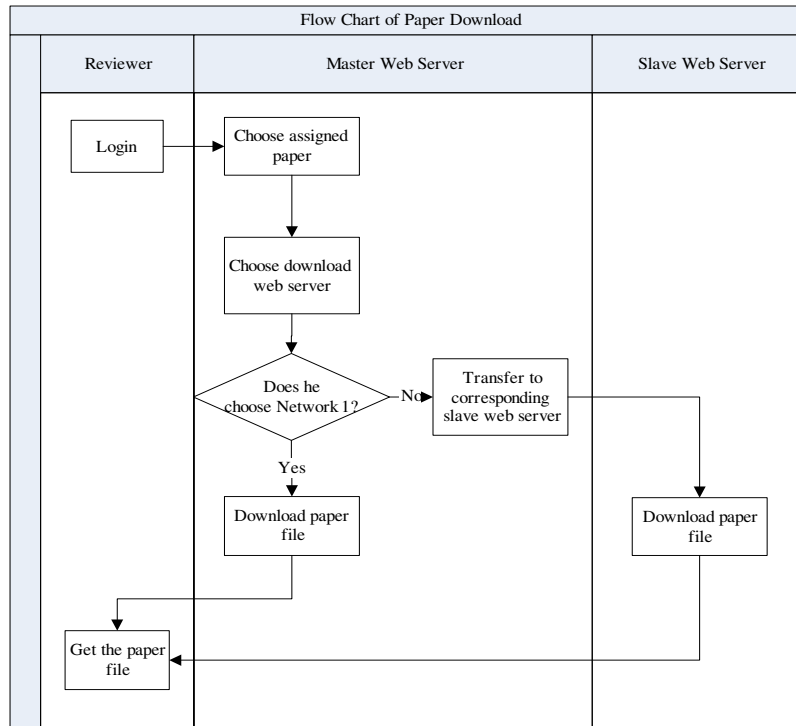 Flow Chart of Paper Download
Reviewer
Master Web Server
Slave Web Server
Login
Choose assigned
paper
Choose download
web server
Does he
choose Network 1?
No
Transfer to
corresponding
slave web server
Yes
Download paper
file
Download paper
file
Get the paper
file